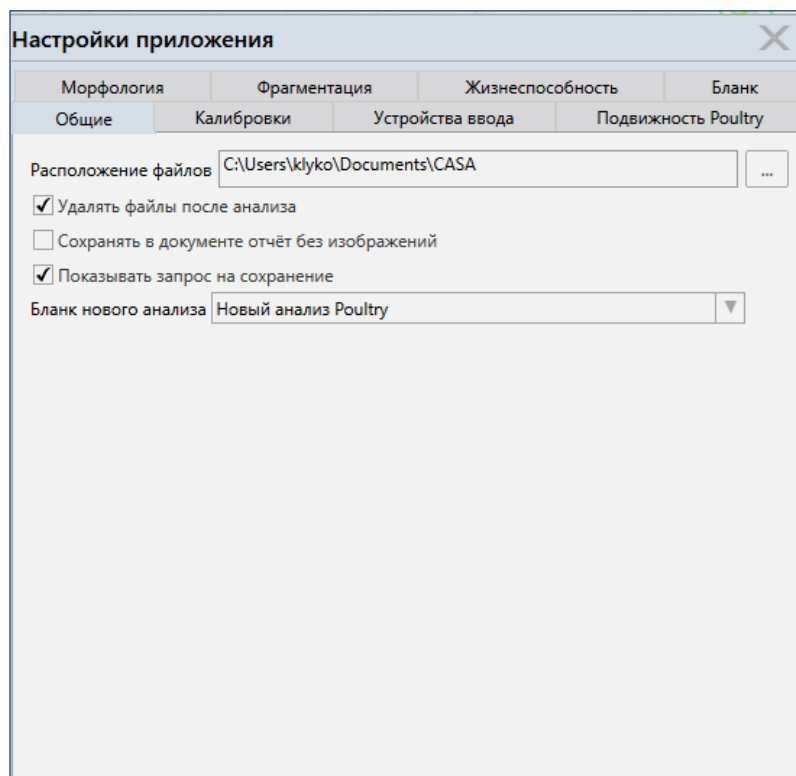 Настройки приложения
Морфология Фрагментация Жизнеспособность Бланк
Общие Калибровки Устройства ввода Подвижность Poultry
Расположение файлов C:\Users\klyko\Documents\CASA ...
Удалять файлы после анализа
Сохранять в документе отчёт без изображений
Показывать запрос на сохранение
Бланк нового анализа Новый анализ Poultry